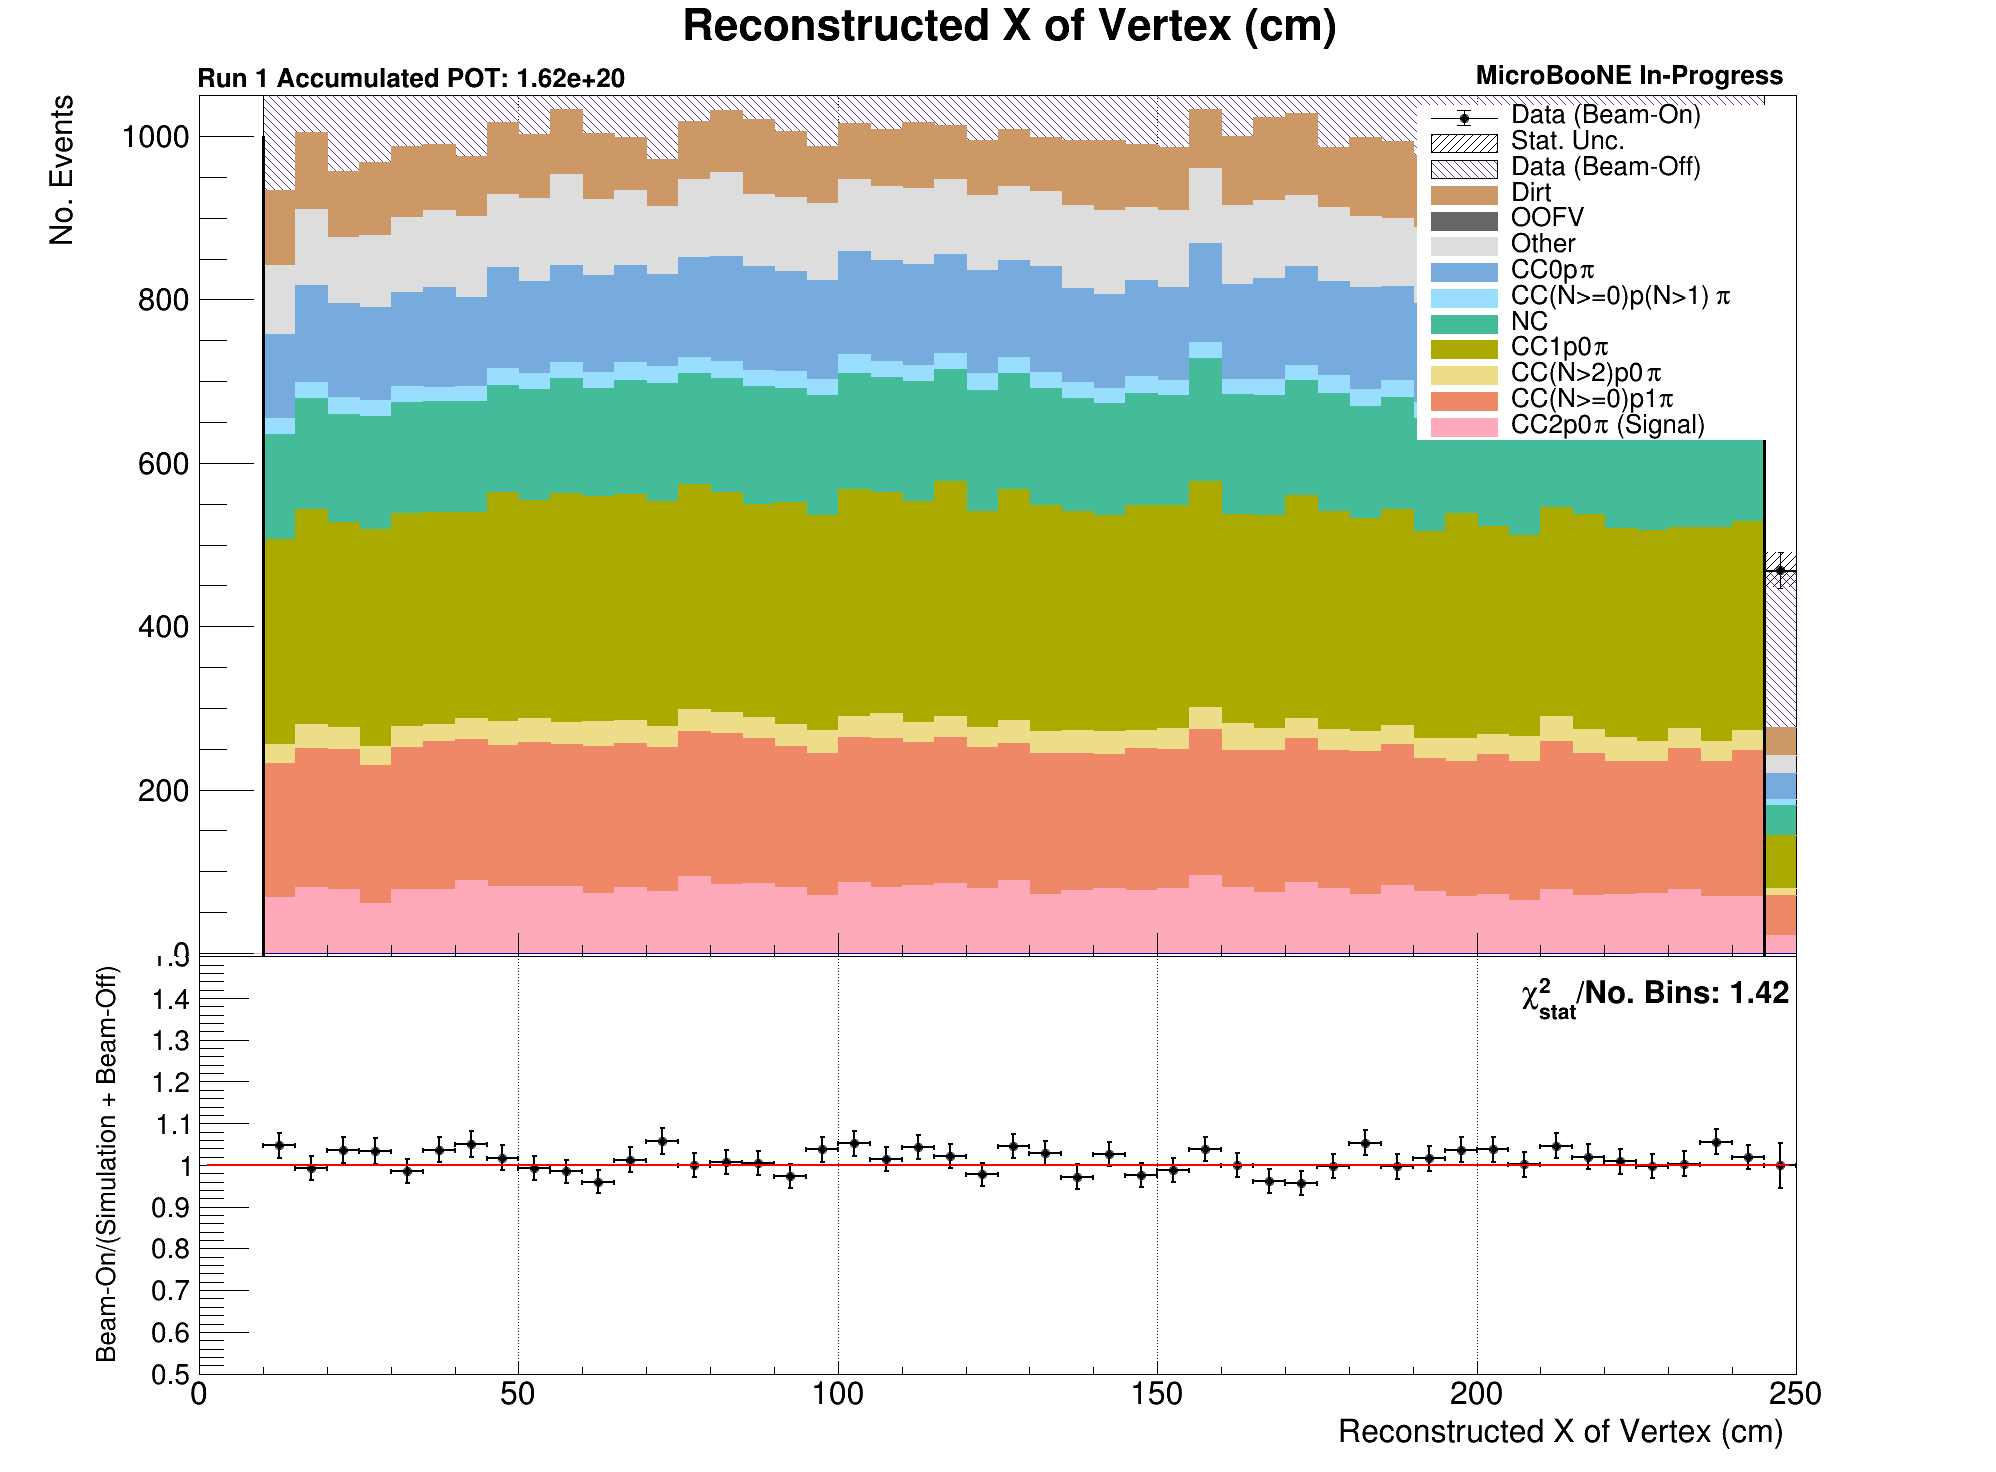 Reconstructed X of Vertex (cm)
Run 1 Accumulated POT: 1.62e+20
MicroBooNE In-Progress
No. Events
1000
800
600
400
200
0
Data (Beam-On)
Stat. Unc.
Data (Beam-Off)
Dirt
OOFV
Other
CC0pπ
CC(N>=0)p(N>1) π
NC
CC1p0π
CC(N>2)p0π
CC(N>=0)p1π
CC2p0π (Signal)
Beam-On/(Simulation + Beam-Off)
1.5
1.4
1.3
1.2
1.1
1
0.9
0.8
0.7
0.6
0.5
χ²stat/No. Bins: 1.42
0 50 100 150 200 250
Reconstructed X of Vertex (cm)